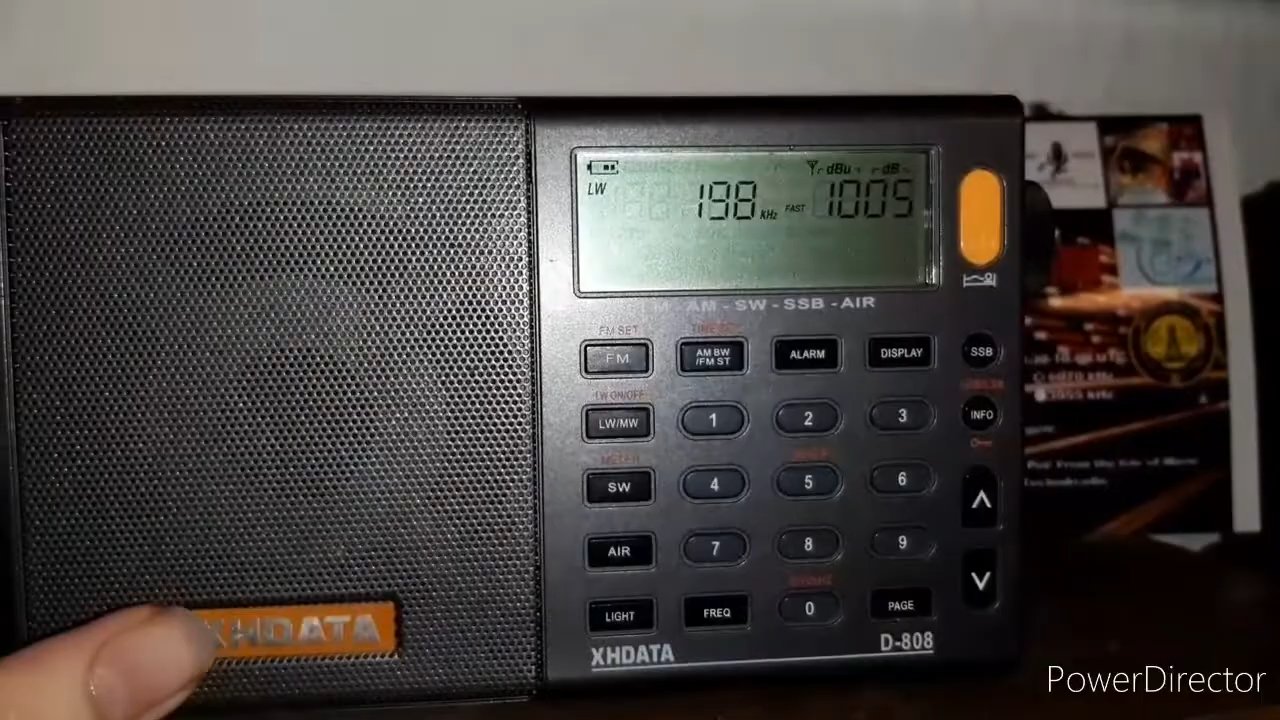 dBu dB
LW 198 KHz FAST 1005
AM - SW - SSB - AIR
FM SET
FM
AM BW
/FM ST
ALARM
DISPLAY
SSB
LW ON/OFF
LW/MW
1
2
3
INFO
METER
SW
4
5
6
AIR
7
8
9
LIGHT
FREQ
0
PAGE
XHDATA
D-808
XHDATA
PowerDirector